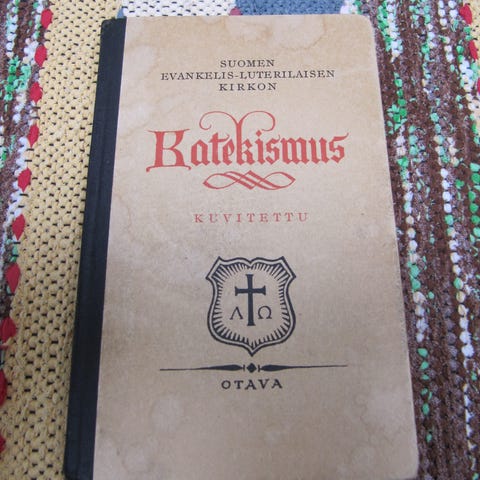 SUOMEN
EVANKELIS-LUTERILAISEN
KIRKON
Katekismus
KUVITETTU
Λ Ω
OTAVA